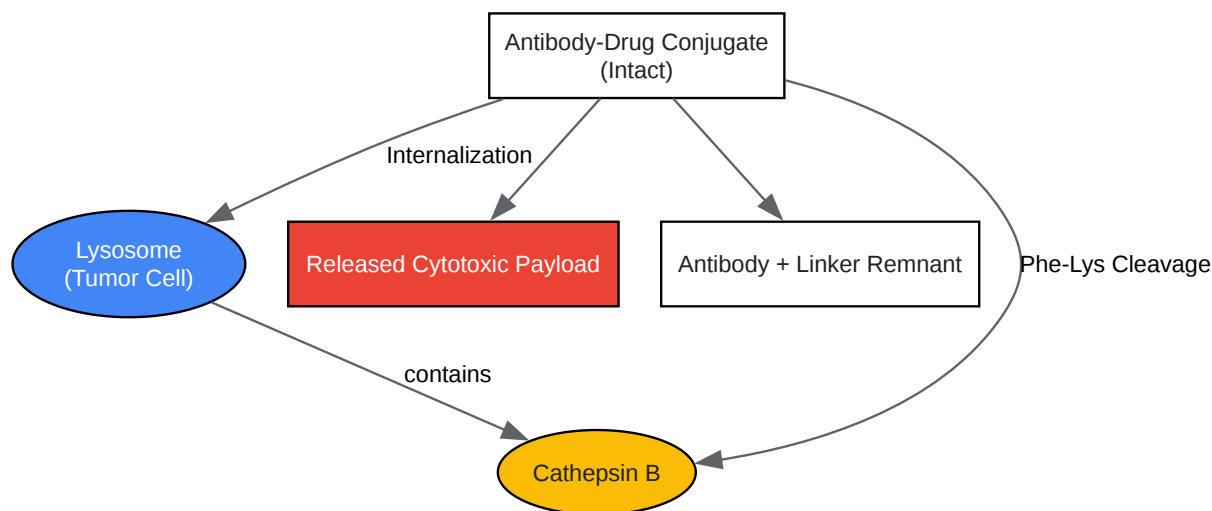 Antibody-Drug Conjugate
(Intact)
Internalization
Lysosome
(Tumor Cell)
Released Cytotoxic Payload
Antibody + Linker Remnant
Phe-Lys Cleavage
contains
Cathepsin B